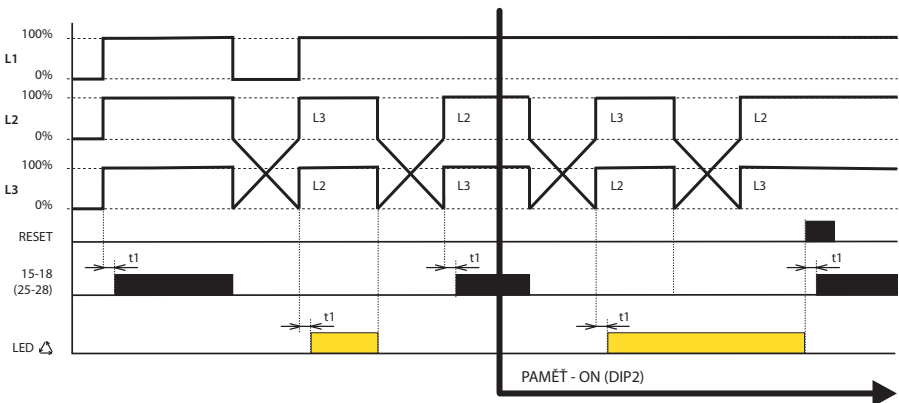 100%
L1
0%
100%
L2
L3
L2
L3
L2
0%
100%
L3
L2
L3
L2
L3
0%
RESET
t1
t1
t1
15-18
(25-28)
t1
t1
LED
PAMĚŤ - ON (DIP2)